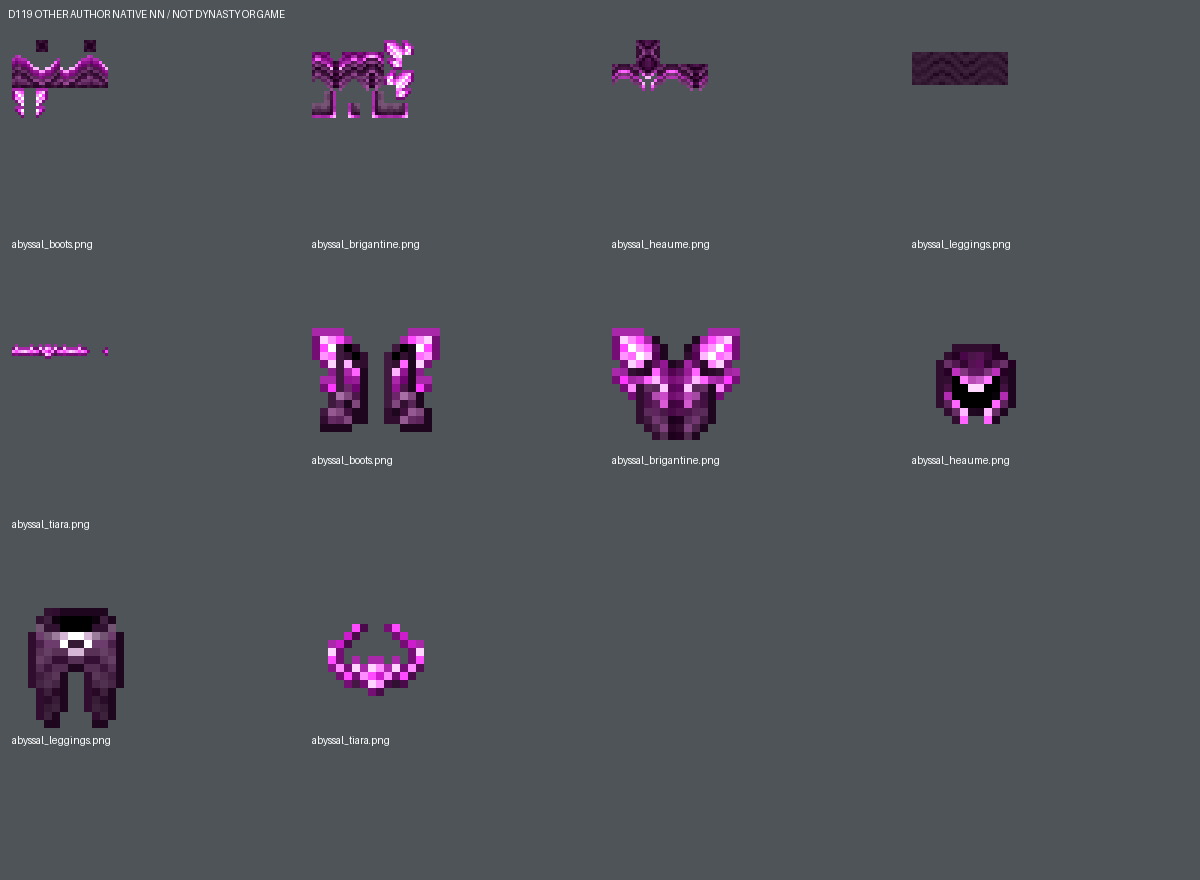 D119 OTHER AUTHOR NATIVE NN / NOT DYNASTY OR GAME
abyssal_boots.png
abyssal_brigantine.png
abyssal_heaume.png
abyssal_leggings.png
abyssal_boots.png
abyssal_brigantine.png
abyssal_heaume.png
abyssal_tiara.png
abyssal_leggings.png
abyssal_tiara.png